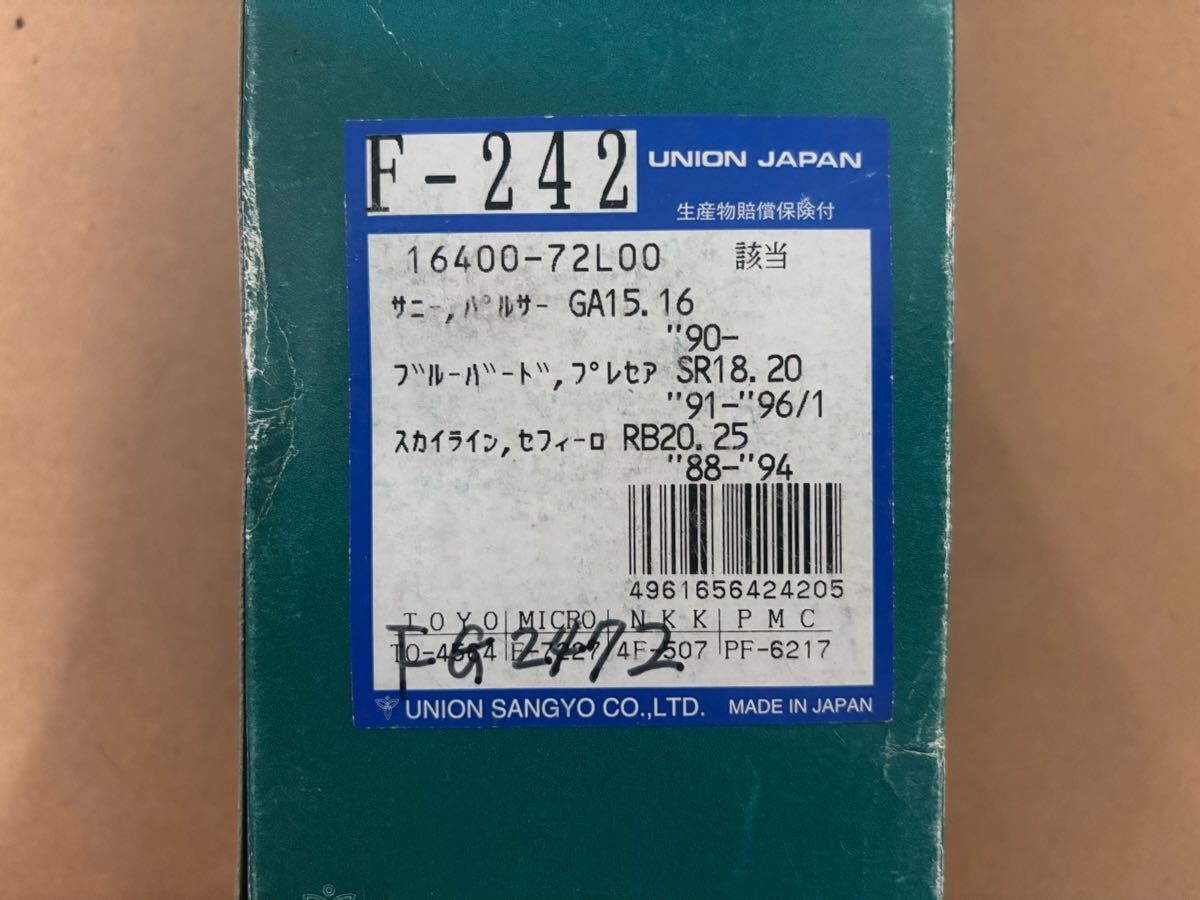 F-242 UNION JAPAN
生産物賠償保険付
16400-72L00 該当
サニー,パルサー GA15.16
"90-
ブルーバード,プレセア SR18.20
"91-"96/1
スカイライン,セフィーロ RB20.25
"88-"94
4961656424205
TOYO MICRO NKK PMC
4F-507 PF-6217
FG2472
UNION SANGYO CO.,LTD. MADE IN JAPAN